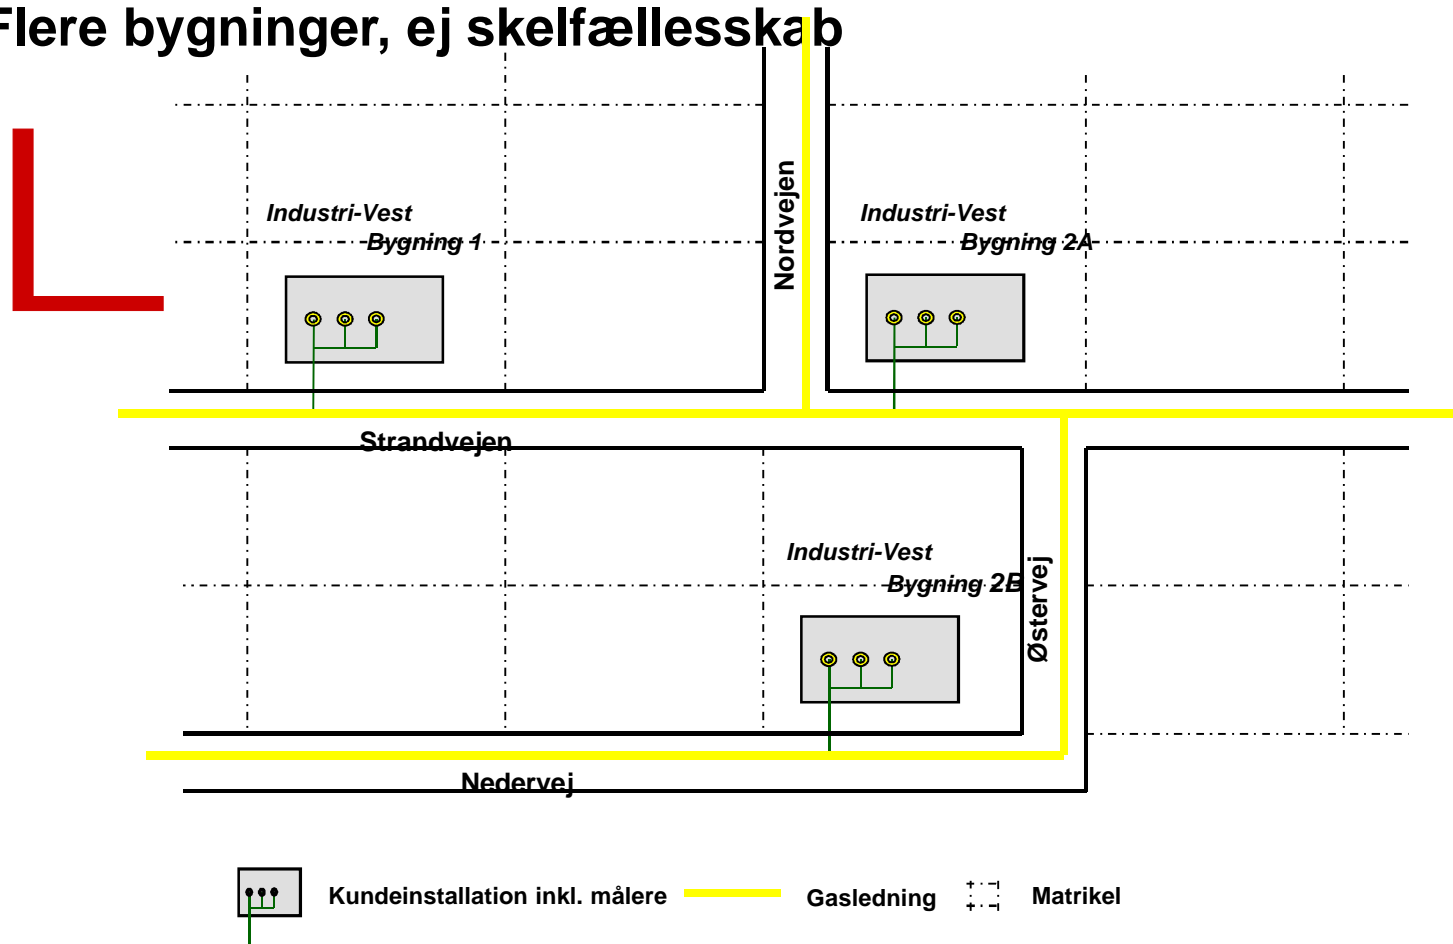 Flere bygninger, ej skelfællesskab
Nordvejen
Industri-Vest
Bygning 1
Industri-Vest
Bygning 2A
Strandvejen
Industri-Vest
Bygning 2B
Østervej
Nedervej
Kundeinstallation inkl. målere
Gasledning
Matrikel